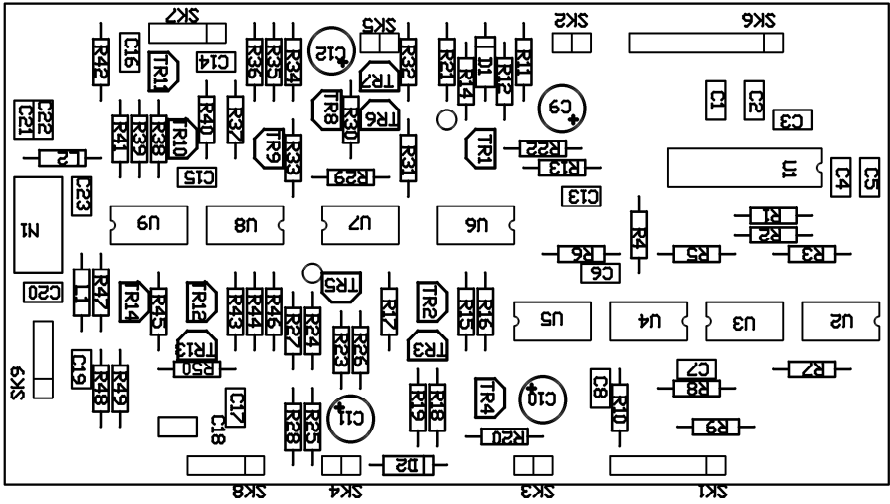 SK7
SK5
SK2
SK6
R42
C16
TR11
C14
R36
R35
R34
C12
R32
TR7
R21
R14
D1
R12
R11
C9
C1
C2
C3
C21
C22
R41
R39
R38
TR10
R40
R37
TR9
R33
TR8
R30
TR6
R31
TR1
R22
R13
U1
C4
C5
L2
C23
C15
R29
C13
N1
U9
U8
U7
U6
R4
R1
R2
R6
R5
R3
C6
C20
L1
R47
TR14
R45
TR12
R43
R44
R46
R27
R24
TR5
R17
TR2
R15
R16
U5
U4
U3
U2
TR13
R23
R26
TR3
SK9
C19
R48
R49
R50
C17
C18
R28
R25
C11
R19
R18
TR4
C10
C8
R10
C7
R8
R7
R9
R20
D2
SK8
SK4
SK3
SK1